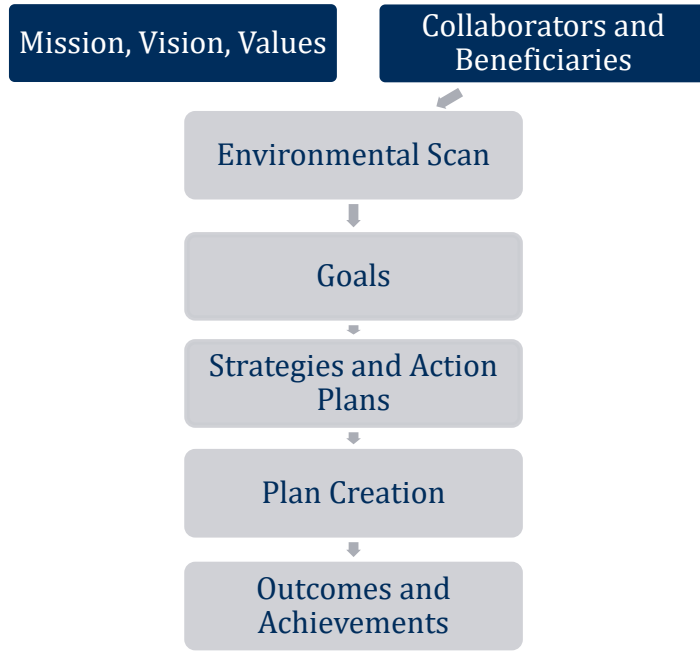 Mission, Vision, Values
Collaborators and
Beneficiaries
Environmental Scan
Goals
Strategies and Action
Plans
Plan Creation
Outcomes and
Achievements